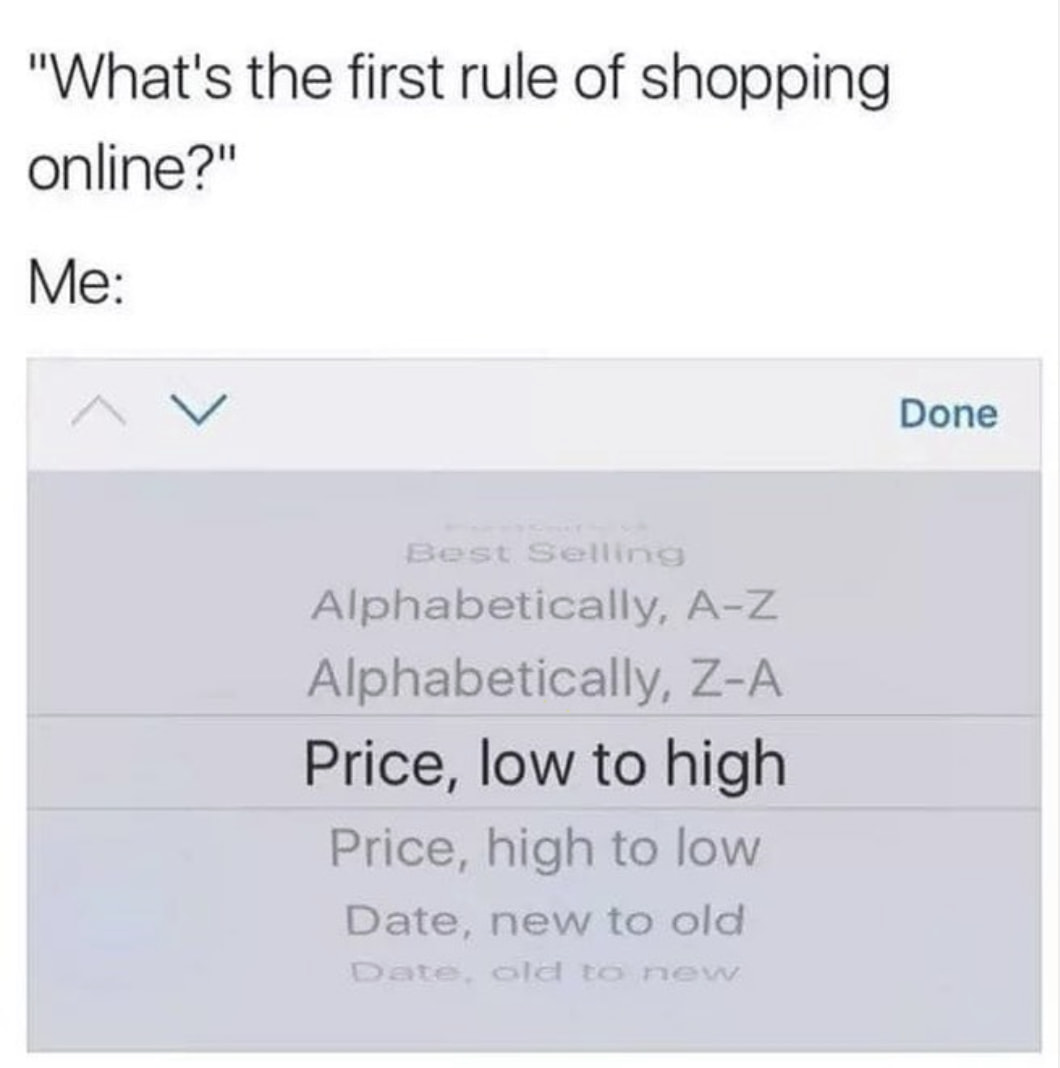 "What's the first rule of shopping
online?"
Me:
Done
Best Selling
Alphabetically, A-Z
Alphabetically, Z-A
Price, low to high
Price, high to low
Date, new to old
Date, old to new